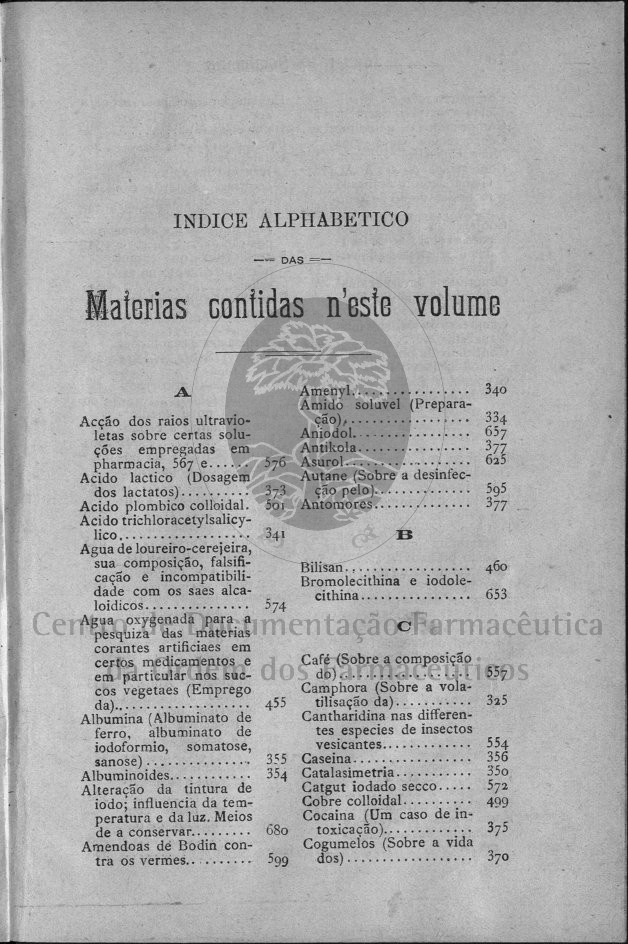 INDICE ALPHABETICO
DAS
Materias contidas n'este volume
A
Acção dos raios ultravio-
letas sobre certas solu-
ções empregadas em
pharmacia, 567 e...... 576
Acido lactico (Dosagem
dos lactatos).......... 373
Acido plombico colloidal. 501
Acido trichloracetylsalicy-
lico................... 341
Agua de loureiro-cerejeira,
sua composição, falsifi-
cação e incompatibili-
dade com os saes alca-
loidicos............... 574
Agua oxygenada para a
pesquiza das materias
corantes artificiaes em
certos medicamentos e
em particular nos suc-
cos vegetaes (Emprego
da).................... 455
Albumina (Albuminato de
ferro, albuminato de
iodoformio, somatose,
sanose)............... 355
Albuminoides............ 354
Alteração da tintura de
iodo; influencia da tem-
peratura e da luz. Meios
de a conservar......... 680
Amendoas de Bodin con-
tra os vermes.......... 599
Amenyl................. 340
Amido soluvel (Prepara-
ção)................... 334
Aniodol................. 657
Antikola................ 377
Asurol.................. 625
Autane (Sobre a desinfec-
ção pelo).............. 595
Antomores.............. 377
B
Bilisan.................. 460
Bromolecithina e iodole-
cithina................ 653
C
Café (Sobre a composição
do).................... 557
Camphora (Sobre a vola-
tilisação da)........... 325
Cantharidina nas differen-
tes especies de insectos
vesicantes............. 554
Caseina................. 356
Catalasimetria........... 350
Catgut iodado secco..... 572
Cobre colloidal.......... 499
Cocaina (Um caso de in-
toxicação)............. 375
Cogumelos (Sobre a vida
dos).................. 370
Centro de Documentação Farmacêutica
da Ordem dos Farmacêuticos